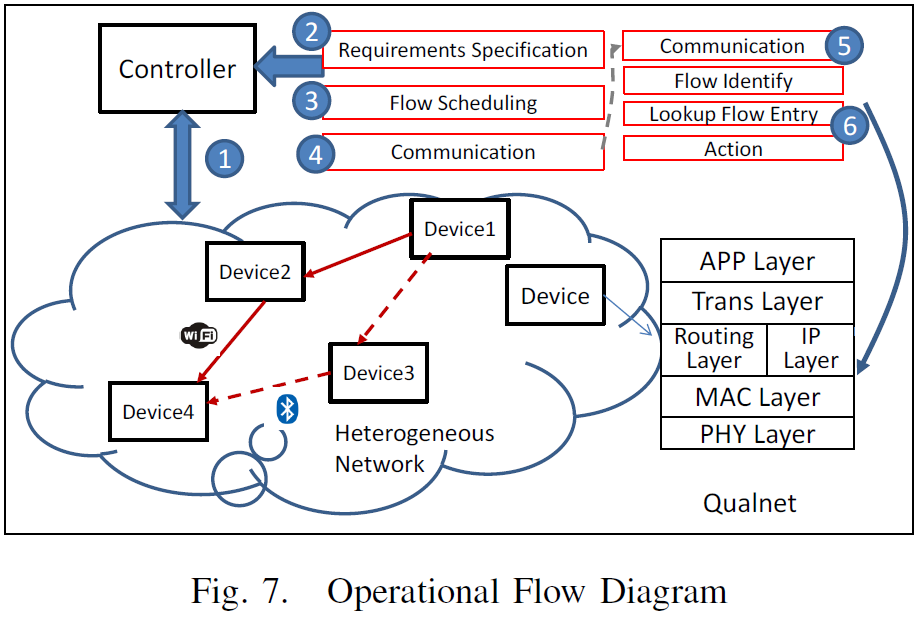 Controller
2
Requirements Specification
3
Flow Scheduling
4
Communication
Communication
5
Flow Identify
Lookup Flow Entry
6
Action
1
Device1
Device2
Device
WiFi
Device3
Device4
Heterogeneous
Network
APP Layer
Trans Layer
Routing
Layer
IP
Layer
MAC Layer
PHY Layer
Qualnet
Fig. 7. Operational Flow Diagram